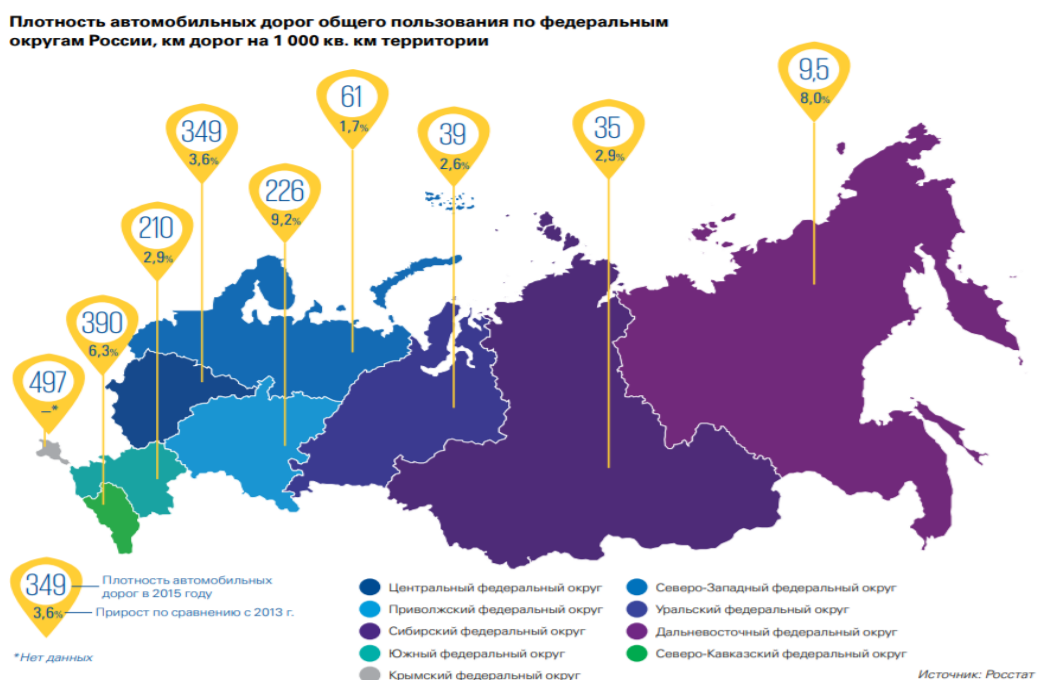 Плотность автомобильных дорог общего пользования по федеральным
округам России, км дорог на 1 000 кв. км территории
9,5
8,0%
61
1,7%
35
2,9%
39
2,6%
349
3,6%
226
9,2%
210
2,9%
390
6,3%
497
–*
349
3,6%
Плотность автомобильных
дорог в 2015 году
Прирост по сравнению с 2013 г.
*Нет данных
Центральный федеральный округ
Приволжский федеральный округ
Сибирский федеральный округ
Южный федеральный округ
Крымский федеральный округ
Северо-Западный федеральный округ
Уральский федеральный округ
Дальневосточный федеральный округ
Северо-Кавказский федеральный округ
Источник: Росстат